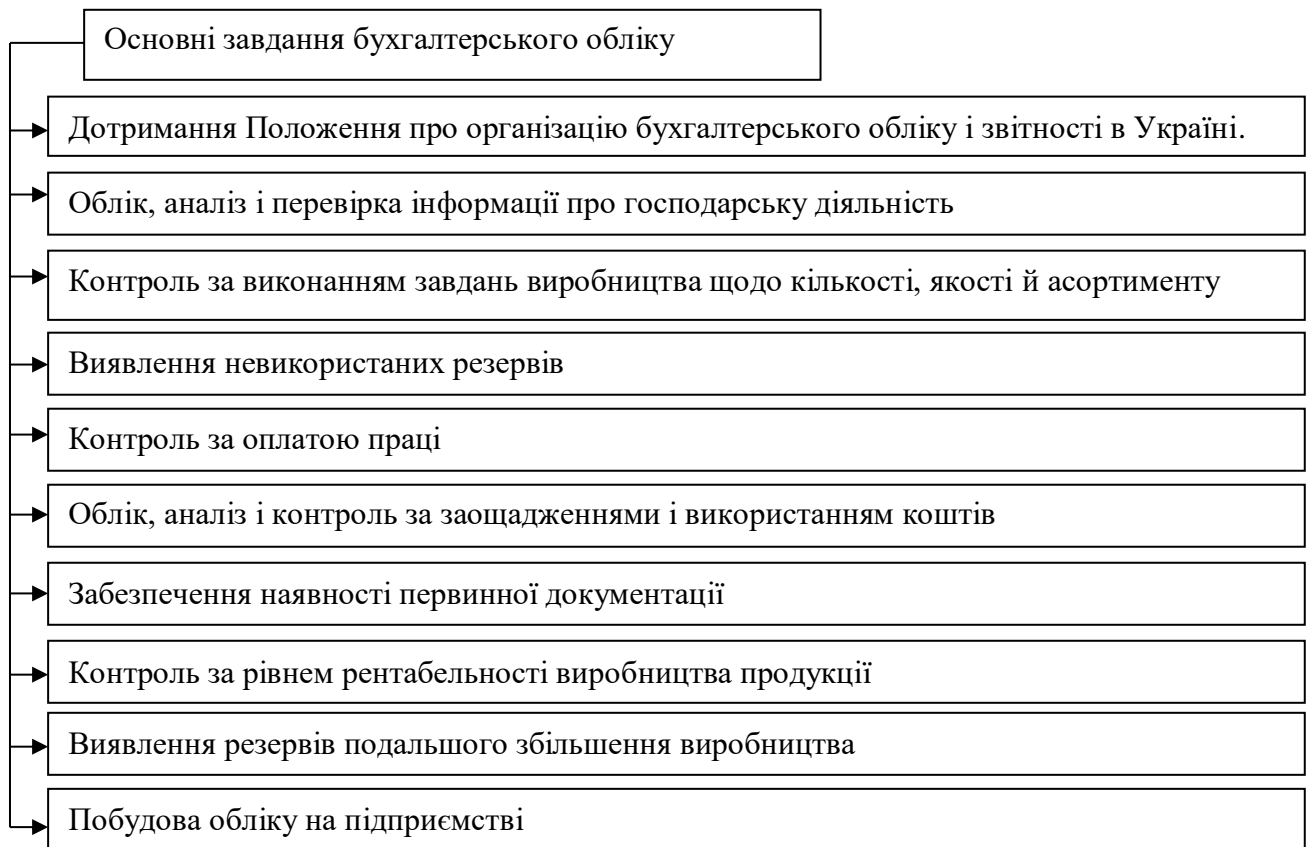 Основні завдання бухгалтерського обліку
Дотримання Положення про організацію бухгалтерського обліку і звітності в Україні.
Облік, аналіз і перевірка інформації про господарську діяльність
Контроль за виконанням завдань виробництва щодо кількості, якості й асортименту
Виявлення невикористаних резервів
Контроль за оплатою праці
Облік, аналіз і контроль за заощадженнями і використанням коштів
Забезпечення наявності первинної документації
Контроль за рівнем рентабельності виробництва продукції
Виявлення резервів подальшого збільшення виробництва
Побудова обліку на підприємстві